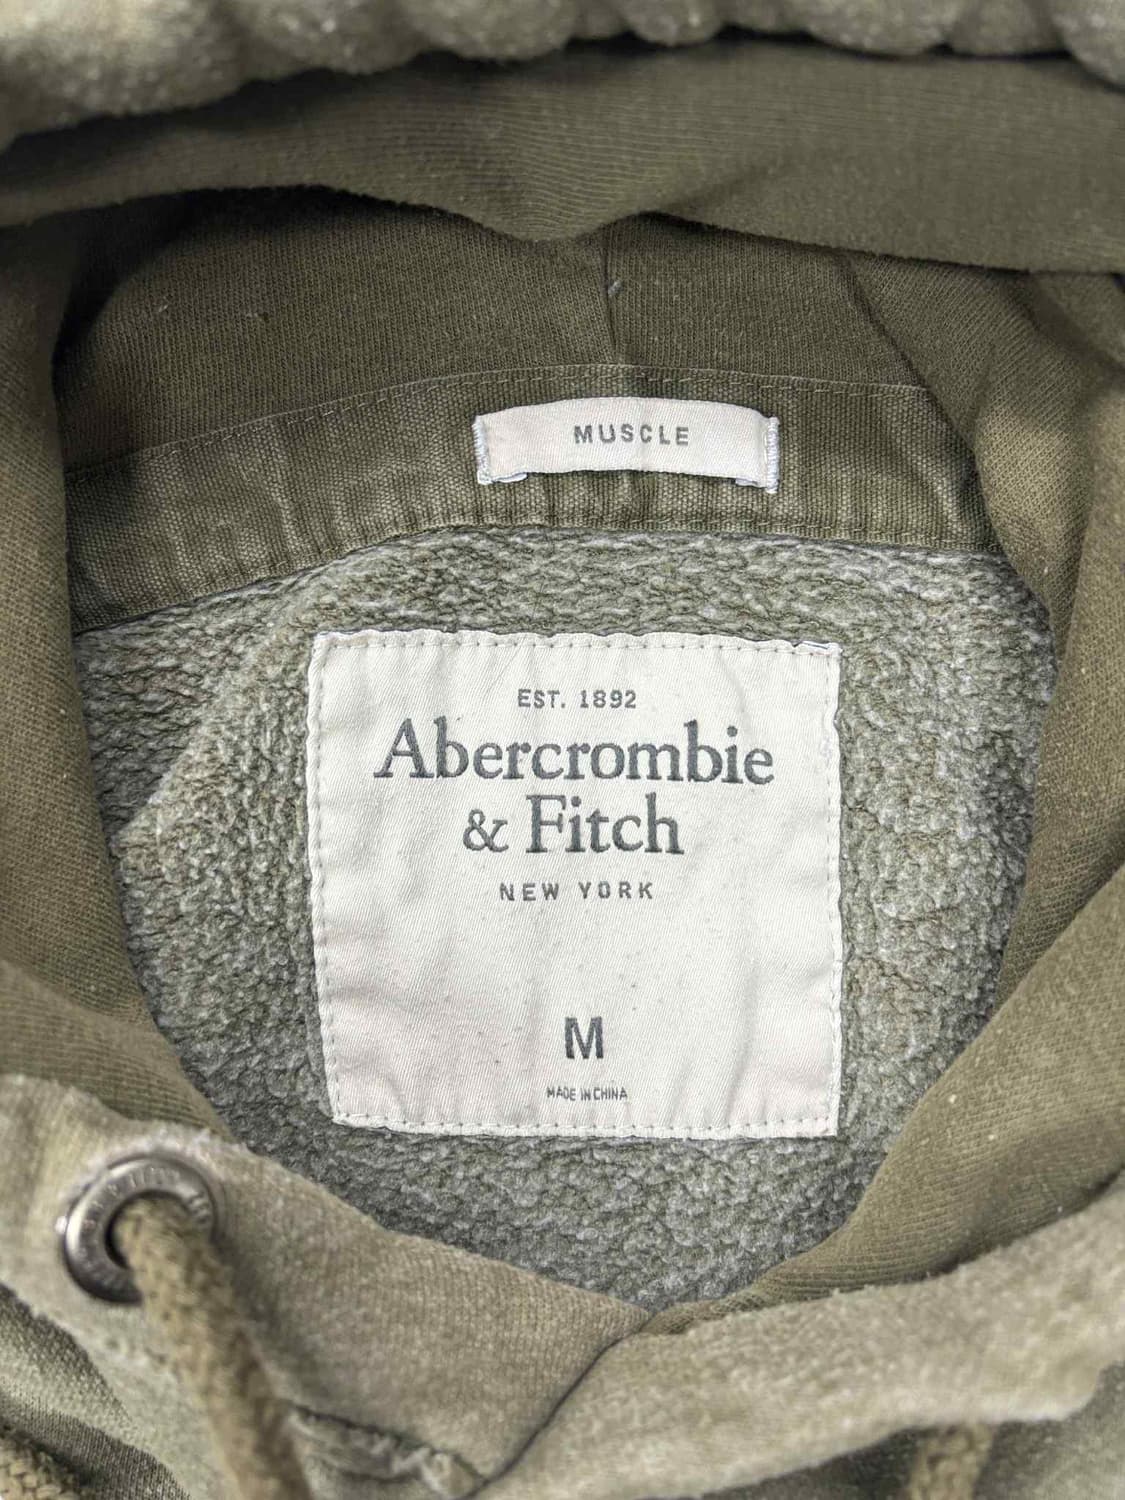 MUSCLE
EST. 1892
Abercrombie
& Fitch
NEW YORK
M
MADE IN CHINA